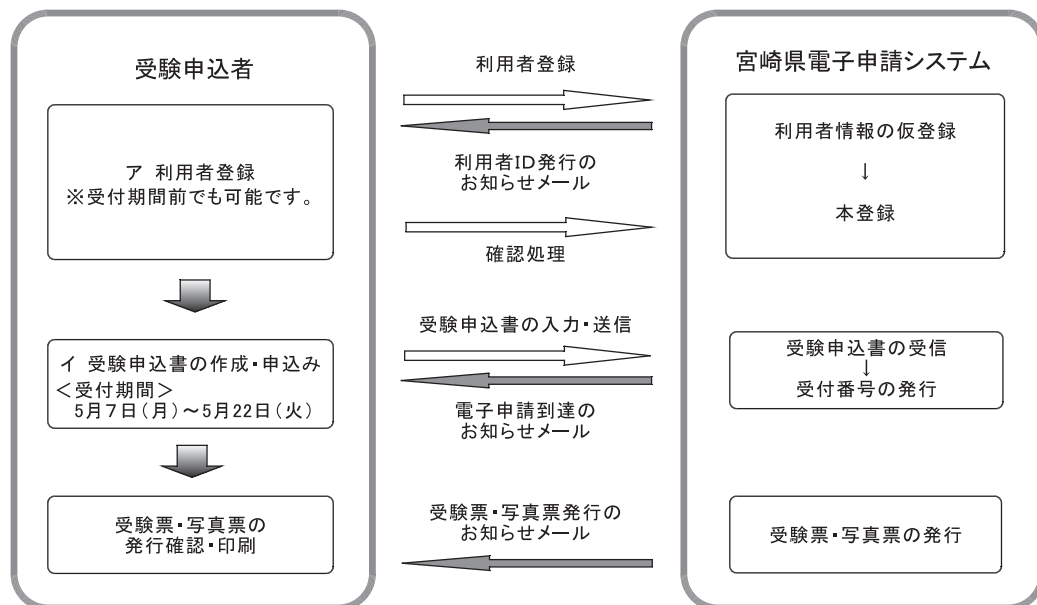 受験申込者
ア 利用者登録
※受付期間前でも可能です。
イ 受験申込書の作成・申込み
＜受付期間＞
5月7日(月)～5月22日(火)
受験票・写真票の
発行確認・印刷
利用者登録
利用者ID発行の
お知らせメール
確認処理
受験申込書の入力・送信
電子申請到達の
お知らせメール
受験票・写真票発行の
お知らせメール
宮崎県電子申請システム
利用者情報の仮登録
↓
本登録
受験申込書の受信
↓
受付番号の発行
受験票・写真票の発行